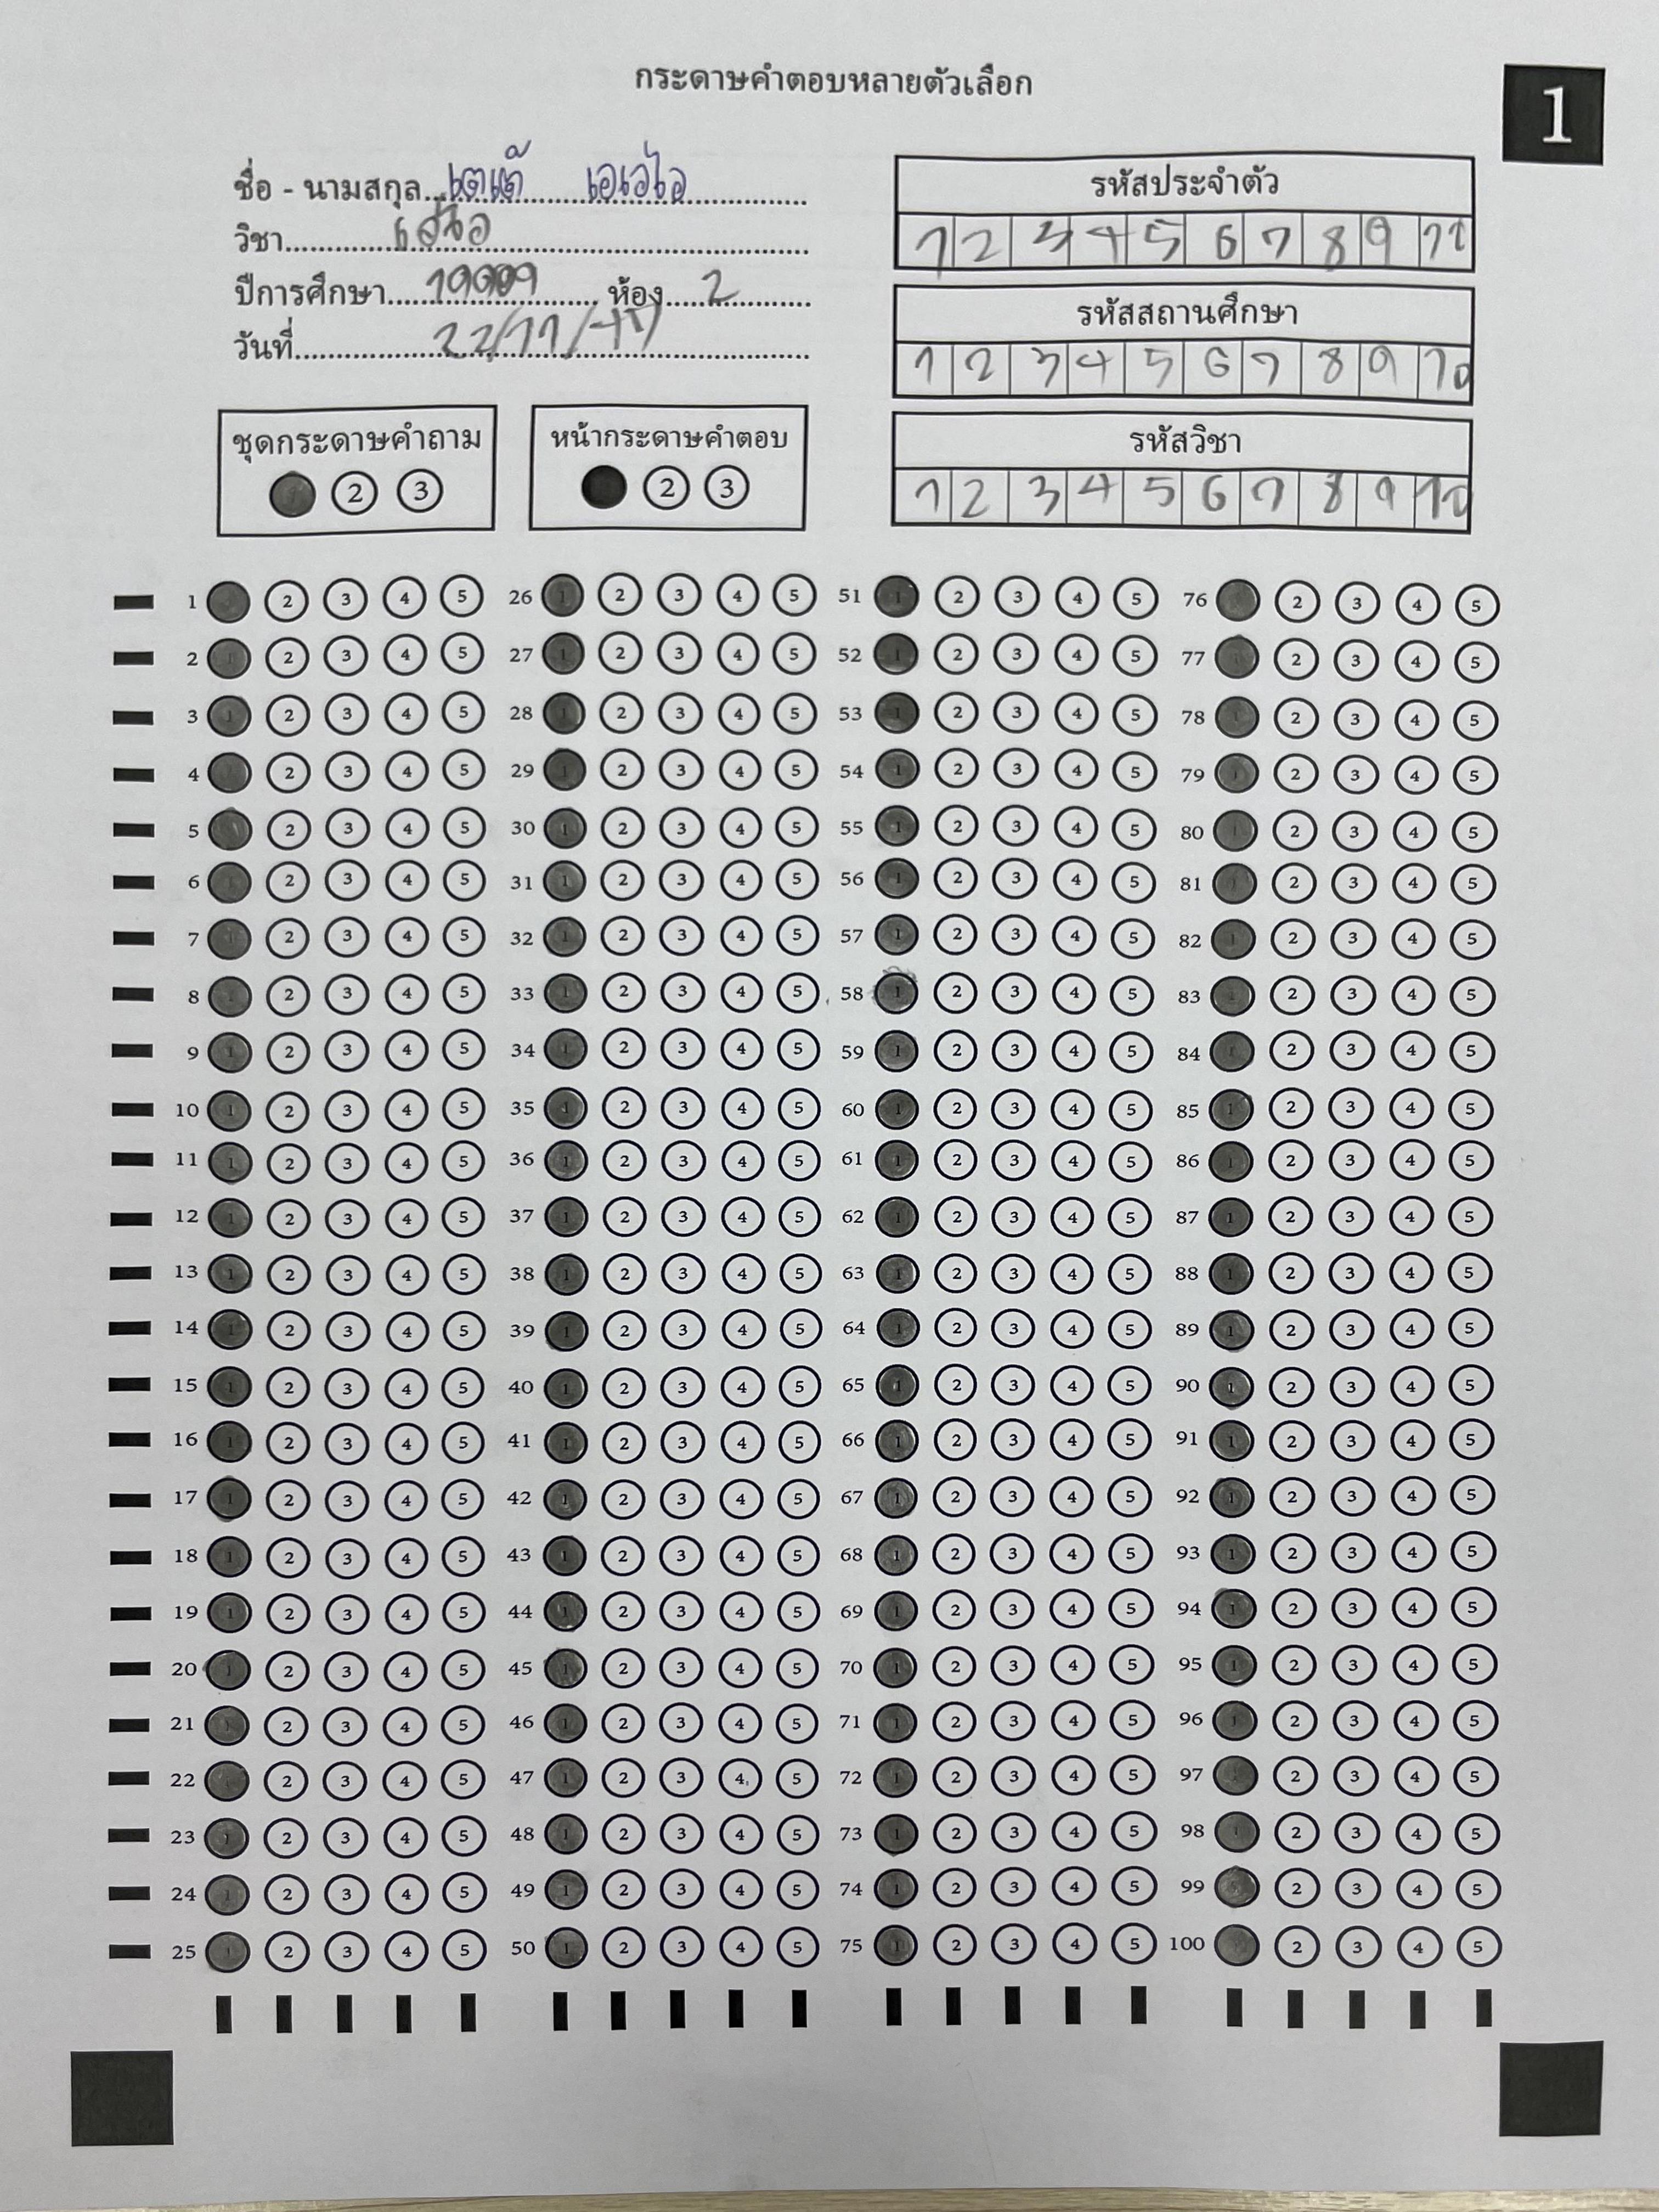 กระดาษคำตอบหลายตัวเลือก
1
ชื่อ - นามสกุล เตเต้ เอเอไอ
วิชา
ปีการศึกษา ห้อง 2
วันที่ 22/11/
รหัสประจำตัว
1 2 3 4 5 6 7 8 9
รหัสสถานศึกษา
1 2 3 4 5 6 7 8 9 10
รหัสวิชา
1 2 3 4 5 6 7 8 9 10
ชุดกระดาษคำถาม
1 2 3
หน้ากระดาษคำตอบ
2 3
1 2 3 4 5 26 1 2 3 4 5 51 1 2 3 4 5 76 2 3 4 5
2 1 2 3 4 5 27 1 2 3 4 5 52 1 2 3 4 5 77 1 2 3 4 5
3 1 2 3 4 5 28 1 2 3 4 5 53 1 2 3 4 5 78 1 2 3 4 5
4 1 2 3 4 5 29 1 2 3 4 5 54 1 2 3 4 5 79 1 2 3 4 5
5 2 3 4 5 30 1 2 3 4 5 55 1 2 3 4 5 80 1 2 3 4 5
6 1 2 3 4 5 31 1 2 3 4 5 56 1 2 3 4 5 81 1 2 3 4 5
7 1 2 3 4 5 32 1 2 3 4 5 57 1 2 3 4 5 82 1 2 3 4 5
8 1 2 3 4 5 33 1 2 3 4 5 58 1 2 3 4 5 83 1 2 3 4 5
9 1 2 3 4 5 34 1 2 3 4 5 59 1 2 3 4 5 84 1 2 3 4 5
10 1 2 3 4 5 35 1 2 3 4 5 60 1 2 3 4 5 85 1 2 3 4 5
11 1 2 3 4 5 36 1 2 3 4 5 61 1 2 3 4 5 86 1 2 3 4 5
12 1 2 3 4 5 37 1 2 3 4 5 62 1 2 3 4 5 87 1 2 3 4 5
13 1 2 3 4 5 38 1 2 3 4 5 63 1 2 3 4 5 88 1 2 3 4 5
14 1 2 3 4 5 39 1 2 3 4 5 64 1 2 3 4 5 89 1 2 3 4 5
15 1 2 3 4 5 40 1 2 3 4 5 65 1 2 3 4 5 90 1 2 3 4 5
16 1 2 3 4 5 41 1 2 3 4 5 66 1 2 3 4 5 91 1 2 3 4 5
17 1 2 3 4 5 42 1 2 3 4 5 67 1 2 3 4 5 92 1 2 3 4 5
18 1 2 3 4 5 43 1 2 3 4 5 68 1 2 3 4 5 93 1 2 3 4 5
19 1 2 3 4 5 44 1 2 3 4 5 69 1 2 3 4 5 94 1 2 3 4 5
20 1 2 3 4 5 45 1 2 3 4 5 70 1 2 3 4 5 95 1 2 3 4 5
21 1 2 3 4 5 46 1 2 3 4 5 71 1 2 3 4 5 96 1 2 3 4 5
22 1 2 3 4 5 47 1 2 3 4 5 72 1 2 3 4 5 97 1 2 3 4 5
23 1 2 3 4 5 48 1 2 3 4 5 73 1 2 3 4 5 98 1 2 3 4 5
24 1 2 3 4 5 49 1 2 3 4 5 74 1 2 3 4 5 99 2 3 4 5
25 1 2 3 4 5 50 1 2 3 4 5 75 1 2 3 4 5 100 2 3 4 5